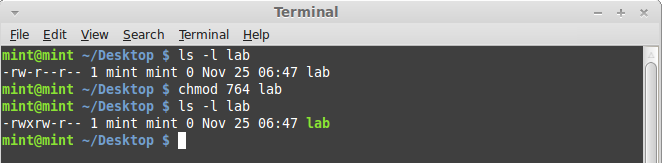 Terminal
File Edit View Search Terminal Help
mint@mint ~/Desktop $ ls -l lab
-rw-r--r-- 1 mint mint 0 Nov 25 06:47 lab
mint@mint ~/Desktop $ chmod 764 lab
mint@mint ~/Desktop $ ls -l lab
-rwxrw-r-- 1 mint mint 0 Nov 25 06:47 lab
mint@mint ~/Desktop $